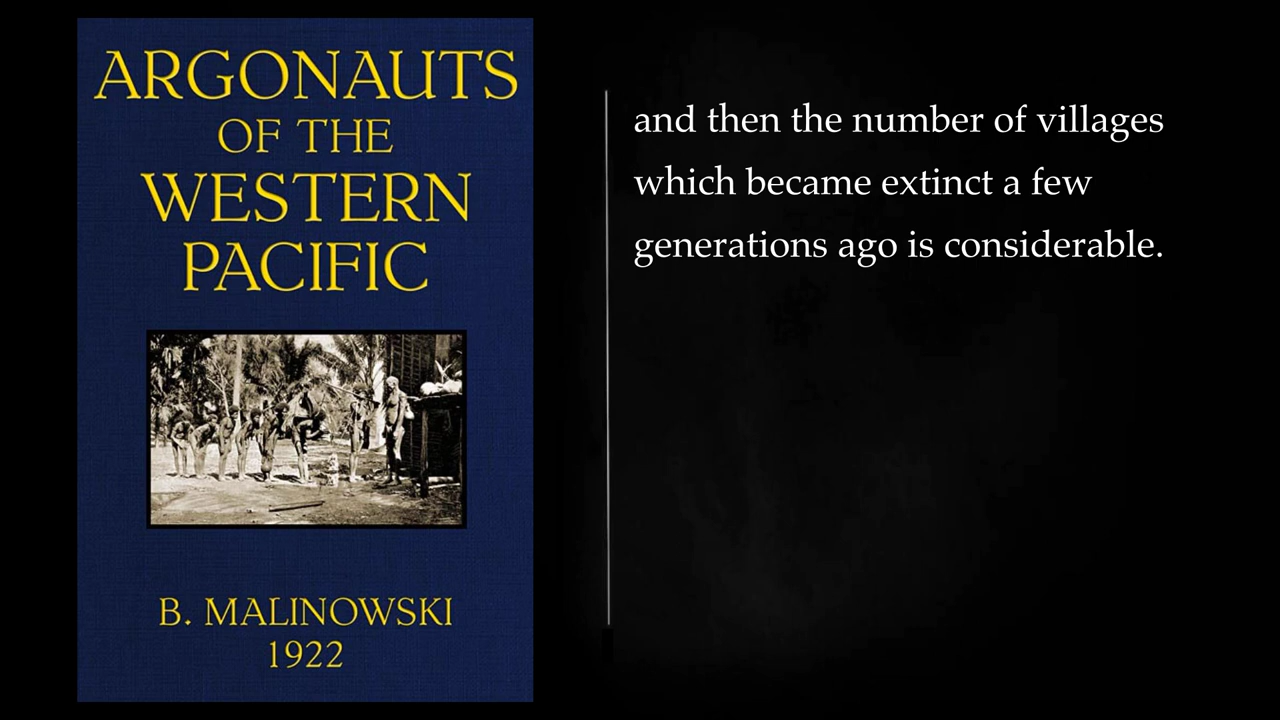 ARGONAUTS
OF THE
WESTERN
PACIFIC
B. MALINOWSKI
1922
and then the number of villages
which became extinct a few
generations ago is considerable.